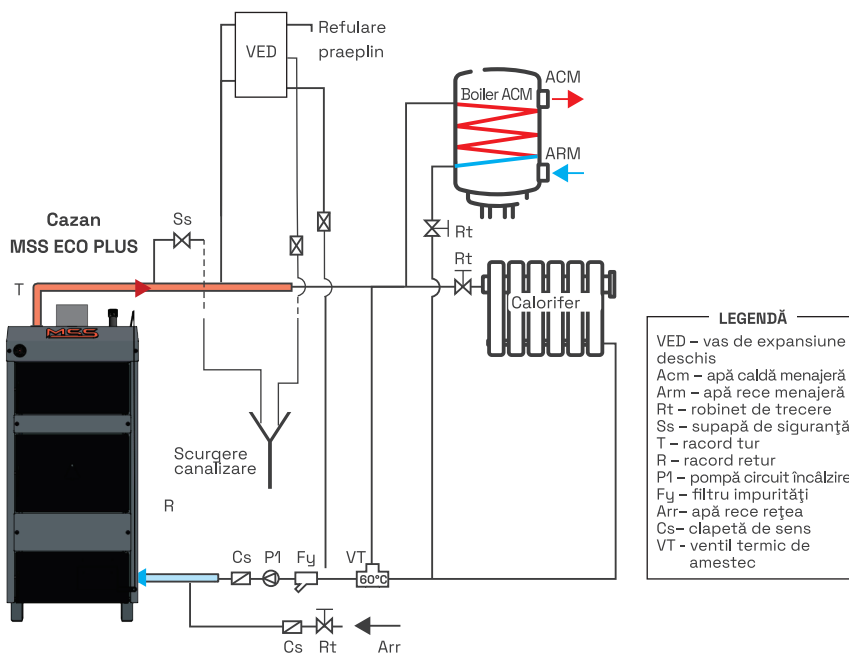 VED
Refulare
praeplin
Boiler ACM
ACM
ARM
Cazan
MSS ECO PLUS
Ss
Rt
Rt
T
MSS
Calorifer
Scurgere
canalizare
R
Cs P1 Fy VT
60°C
Cs Rt Arr
LEGENDĂ
VED – vas de expansiune
deschis
Acm – apă caldă menajeră
Arm – apă rece menajeră
Rt – robinet de trecere
Ss – supapă de siguranță
T – racord tur
R – racord retur
P1 – pompă circuit încâlzire
Fy – filtru impurităţi
Arr– apă rece reţea
Cs– clapetă de sens
VT - ventil termic de
amestec